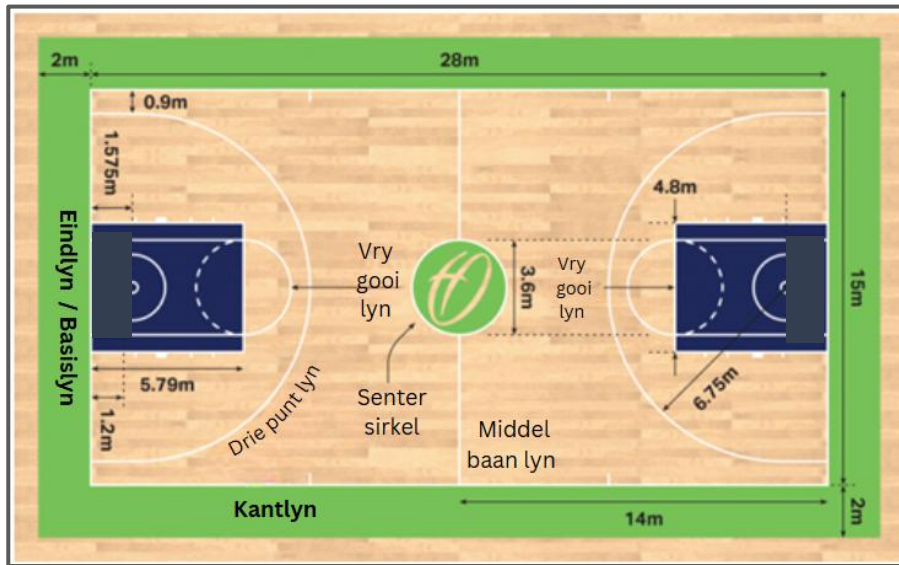 2m
28m
0.9m
1.575m
4.8m
Eindlyn / Basislyn
Vry
gooi
lyn
3.6m
Vry
gooi
lyn
15m
5.79m
6.75m
1.2m
Drie punt lyn
Senter
sirkel
Middel
baan lyn
Kantlyn
14m
2m